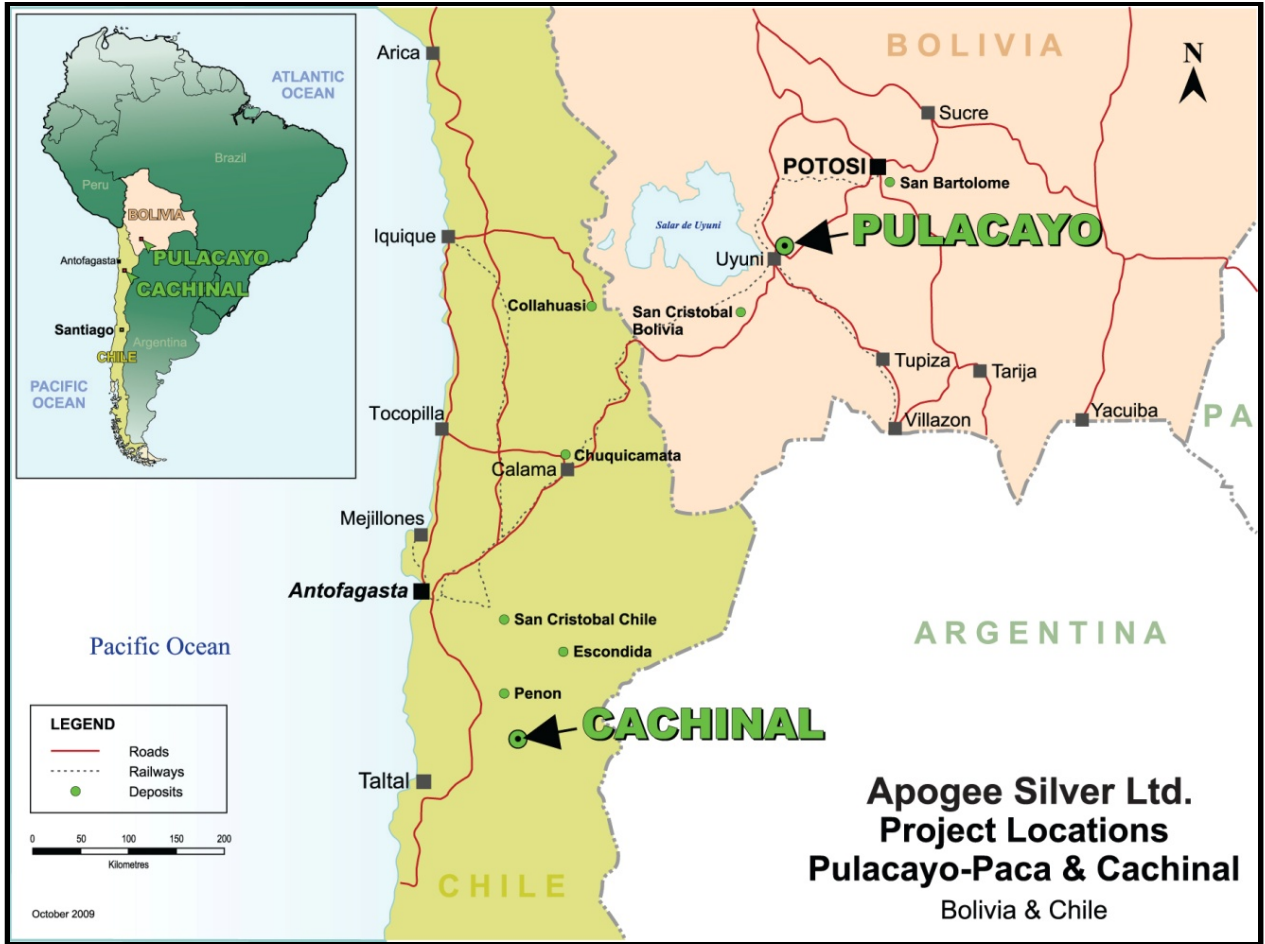 ATLANTIC
OCEAN
Brazil
Peru
BOLIVIA
Antofagasta
PULACAYO
CACHINAL
Santiago
Argentina
CHILE
PACIFIC
OCEAN
BOLIVIA
N
Arica
Sucre
POTOSI
San Bartolome
PULACAYO
Iquique
Salar de Uyuni
Uyuni
Collahuasi
San Cristobal
Bolivia
Tupiza
Tarija
Tocopilla
Villazon
Yacuiba
PA
Chuquicamata
Calama
Mejillones
Antofagasta
San Cristobal Chile
ARGENTINA
Pacific Ocean
Escondida
Penon
CACHINAL
LEGEND
Roads
Railways
Deposits
Taltal
0 50 100 150 200
Kilometres
CHILE
October 2009
Apogee Silver Ltd.
Project Locations
Pulacayo-Paca & Cachinal
Bolivia & Chile